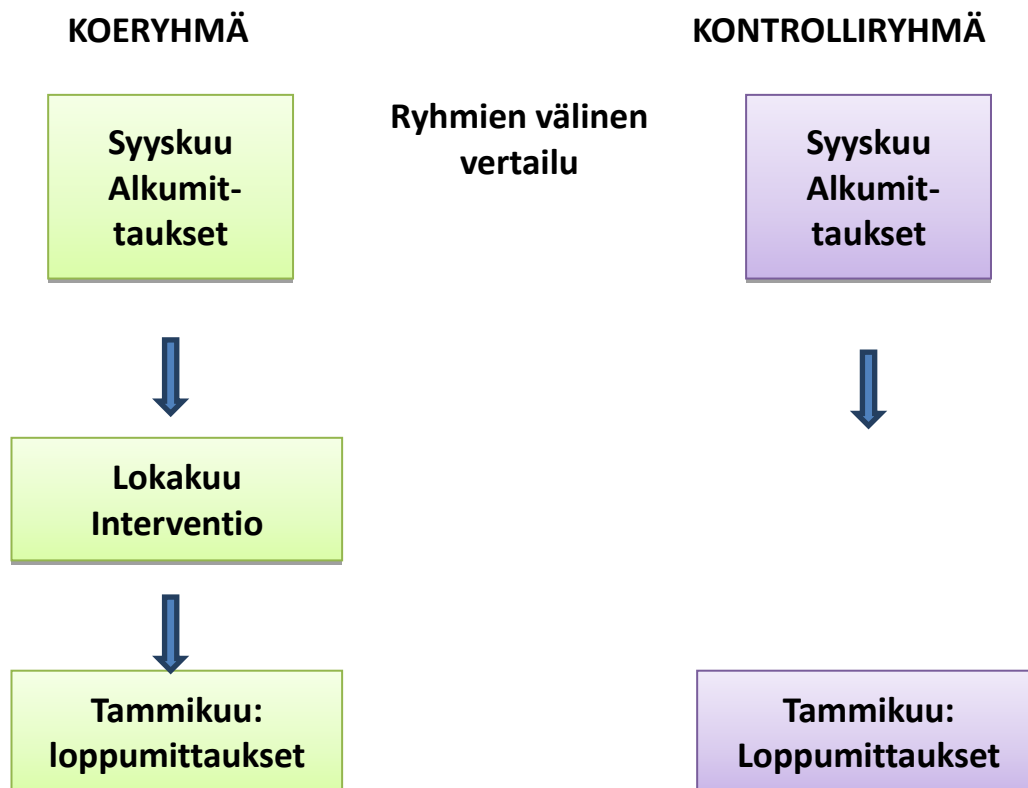 KOERYHMÄ
KONTROLLIRYHMÄ
Syyskuu
Alkumit-
taukset
Ryhmien välinen
vertailu
Syyskuu
Alkumit-
taukset
Lokakuu
Interventio
Tammikuu:
loppumittaukset
Tammikuu:
Loppumittaukset